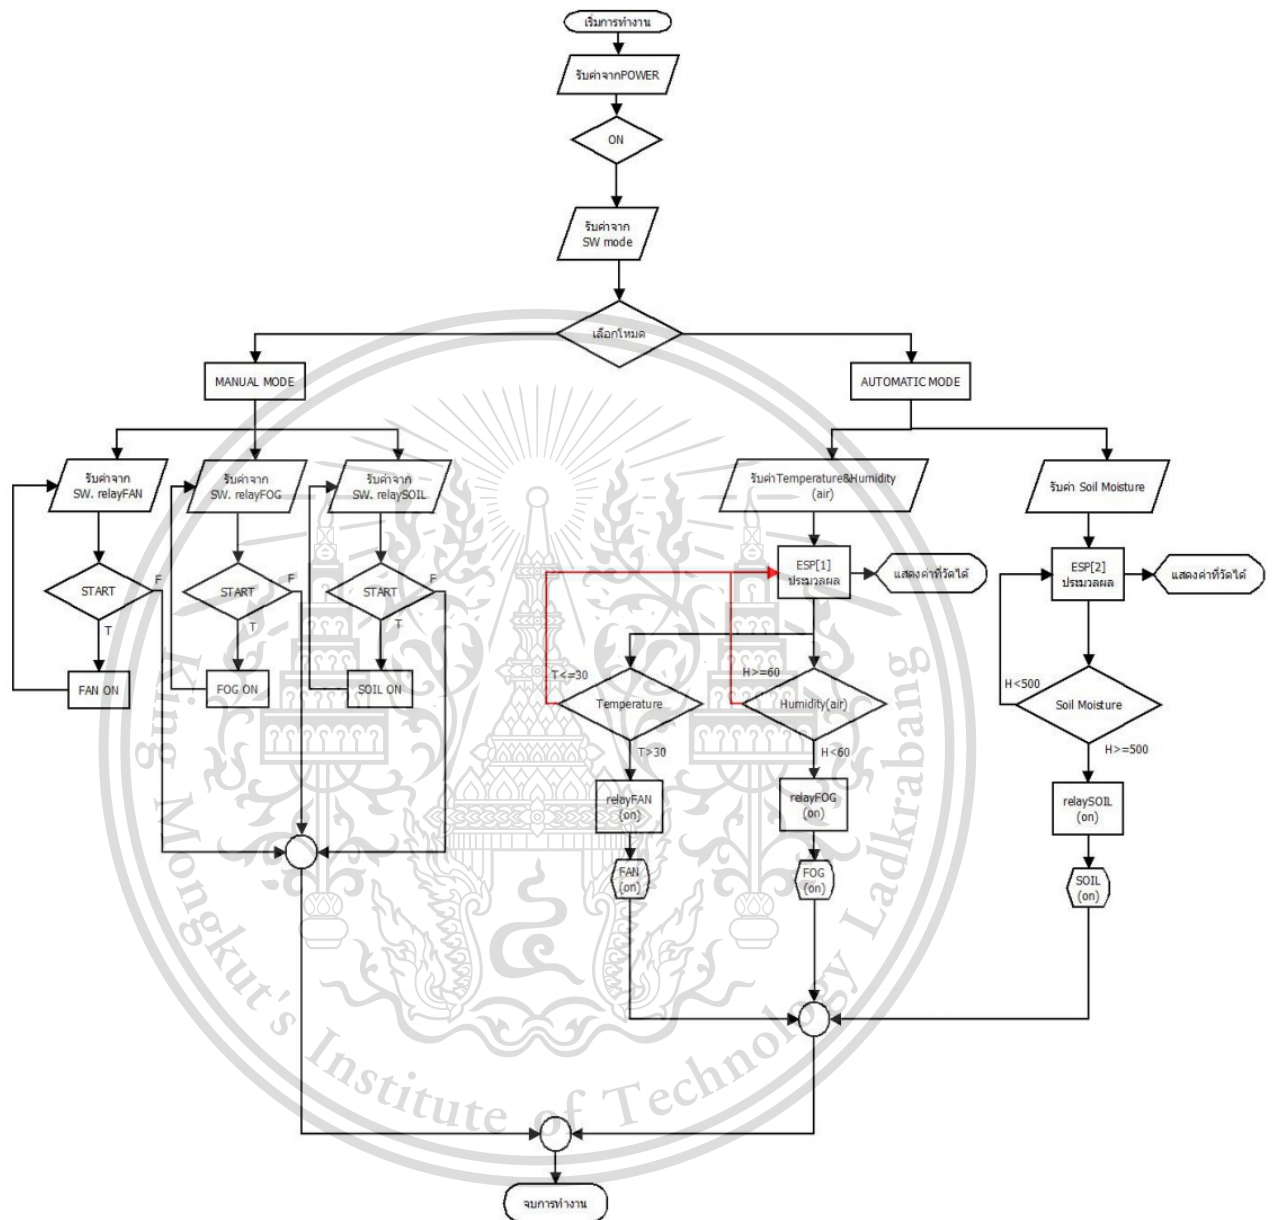 เริ่มการทำงาน
รับค่าจากPOWER
ON
รับค่าจาก
SW mode
เลือกโหมด
MANUAL MODE
AUTOMATIC MODE
รับค่าจาก
SW. relayFAN
รับค่าจาก
SW. relayFOG
รับค่าจาก
SW. relaySOIL
รับค่าTemperature&Humidity
(air)
รับค่า Soil Moisture
ESP[1]
ประมวลผล
แสดงค่าที่วัดได้
ESP[2]
ประมวลผล
แสดงค่าที่วัดได้
START
F
T
START
F
T
START
F
T
FAN ON
FOG ON
SOIL ON
T<=30
Temperature
T>30
H>=60
Humidity(air)
H<60
H<500
Soil Moisture
H>=500
relayFAN
(on)
relayFOG
(on)
relaySOIL
(on)
FAN
(on)
FOG
(on)
SOIL
(on)
จบการทำงาน
King Mongkut's Institute of Technology Ladkrabang